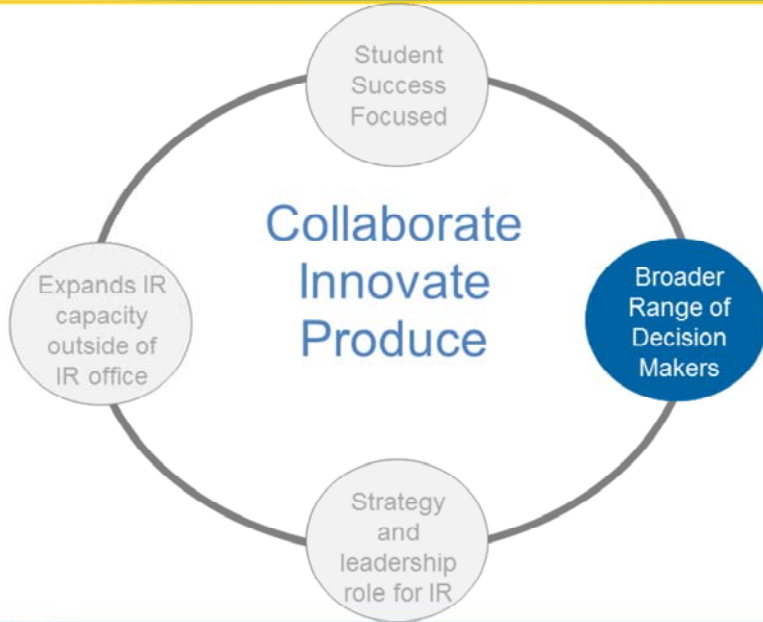 Student
Success
Focused
Collaborate
Innovate
Produce
Expands IR
capacity
outside of
IR office
Broader
Range of
Decision
Makers
Strategy
and
leadership
role for IR